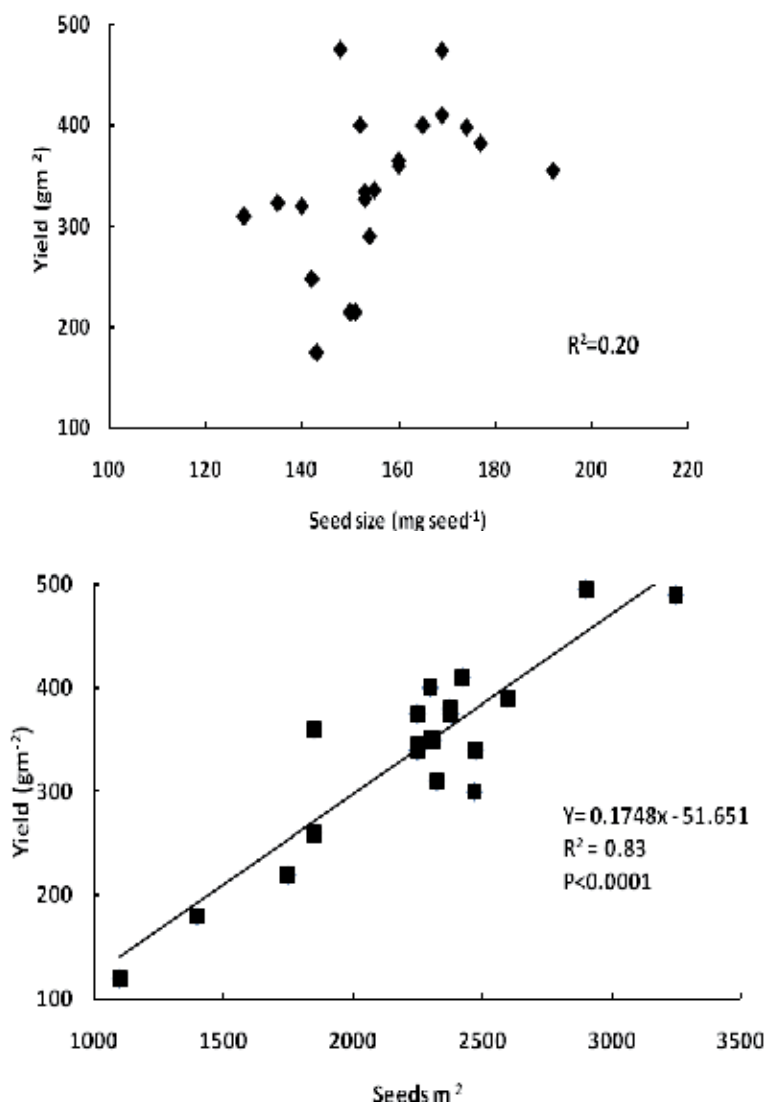 500
400
300
200
100
Yield (gm⁻²)
100 120 140 160 180 200 220
Seed size (mg seed⁻¹)
R²=0.20
500
400
300
200
100
Yield (gm⁻²)
1000 1500 2000 2500 3000 3500
Seeds m²
Y= 0.1748x - 51.651
R² = 0.83
P<0.0001